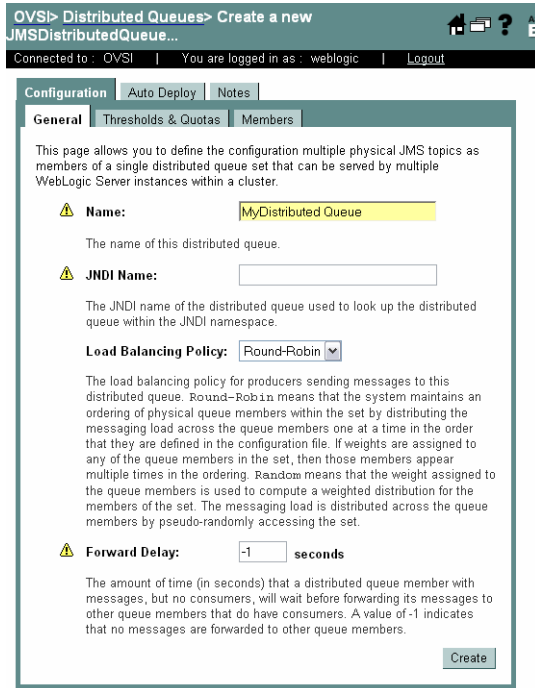 OVSI> Distributed Queues> Create a new
JMSDistributedQueue...
?
Connected to : OVSI | You are logged in as : weblogic | Logout
Configuration Auto Deploy Notes
General Thresholds & Quotas Members
This page allows you to define the configuration multiple physical JMS topics as
members of a single distributed queue set that can be served by multiple
WebLogic Server instances within a cluster.
Name: MyDistributed Queue
The name of this distributed queue.
JNDI Name:
The JNDI name of the distributed queue used to look up the distributed
queue within the JNDI namespace.
Load Balancing Policy: Round-Robin
The load balancing policy for producers sending messages to this
distributed queue. Round-Robin means that the system maintains an
ordering of physical queue members within the set by distributing the
messaging load across the queue members one at a time in the order
that they are defined in the configuration file. If weights are assigned to
any of the queue members in the set, then those members appear
multiple times in the ordering. Random means that the weight assigned to
the queue members is used to compute a weighted distribution for the
members of the set. The messaging load is distributed across the queue
members by pseudo-randomly accessing the set.
Forward Delay: -1 seconds
The amount of time (in seconds) that a distributed queue member with
messages, but no consumers, will wait before forwarding its messages to
other queue members that do have consumers. A value of -1 indicates
that no messages are forwarded to other queue members.
Create